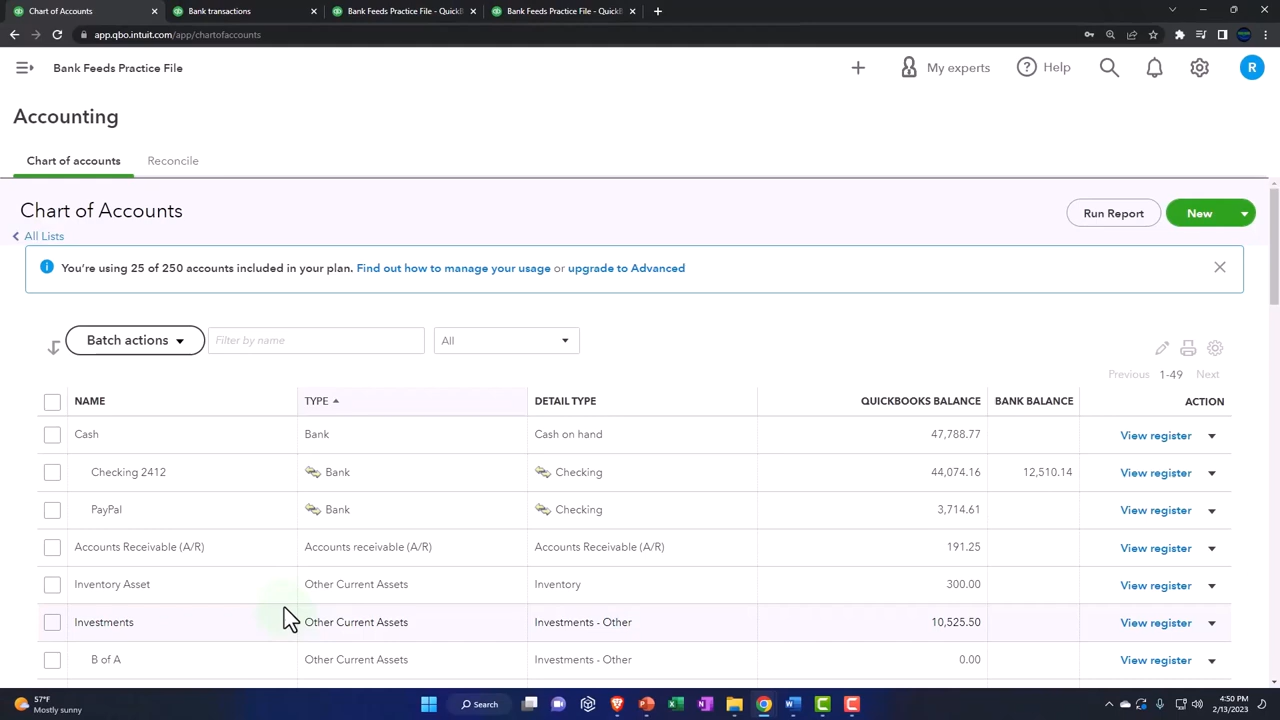 Chart of Accounts
Bank transactions
Bank Feeds Practice File - QuickB
Bank Feeds Practice File - QuickB
app.qbo.intuit.com/app/chartofaccounts
Bank Feeds Practice File
My experts
Help
R
Accounting
Chart of accounts
Reconcile
Chart of Accounts
Run Report
New
All Lists
You're using 25 of 250 accounts included in your plan. Find out how to manage your usage or upgrade to Advanced
Batch actions
Filter by name
All
Previous 1-49 Next
NAME TYPE DETAIL TYPE QUICKBOOKS BALANCE BANK BALANCE ACTION
Cash Bank Cash on hand 47,788.77 View register
Checking 2412 Bank Checking 44,074.16 12,510.14 View register
PayPal Bank Checking 3,714.61 View register
Accounts Receivable (A/R) Accounts receivable (A/R) Accounts Receivable (A/R) 191.25 View register
Inventory Asset Other Current Assets Inventory 300.00 View register
Investments Other Current Assets Investments - Other 10,525.50 View register
B of A Other Current Assets Investments - Other 0.00 View register
57°F
Mostly sunny
Search
4:50 PM
2/13/2023